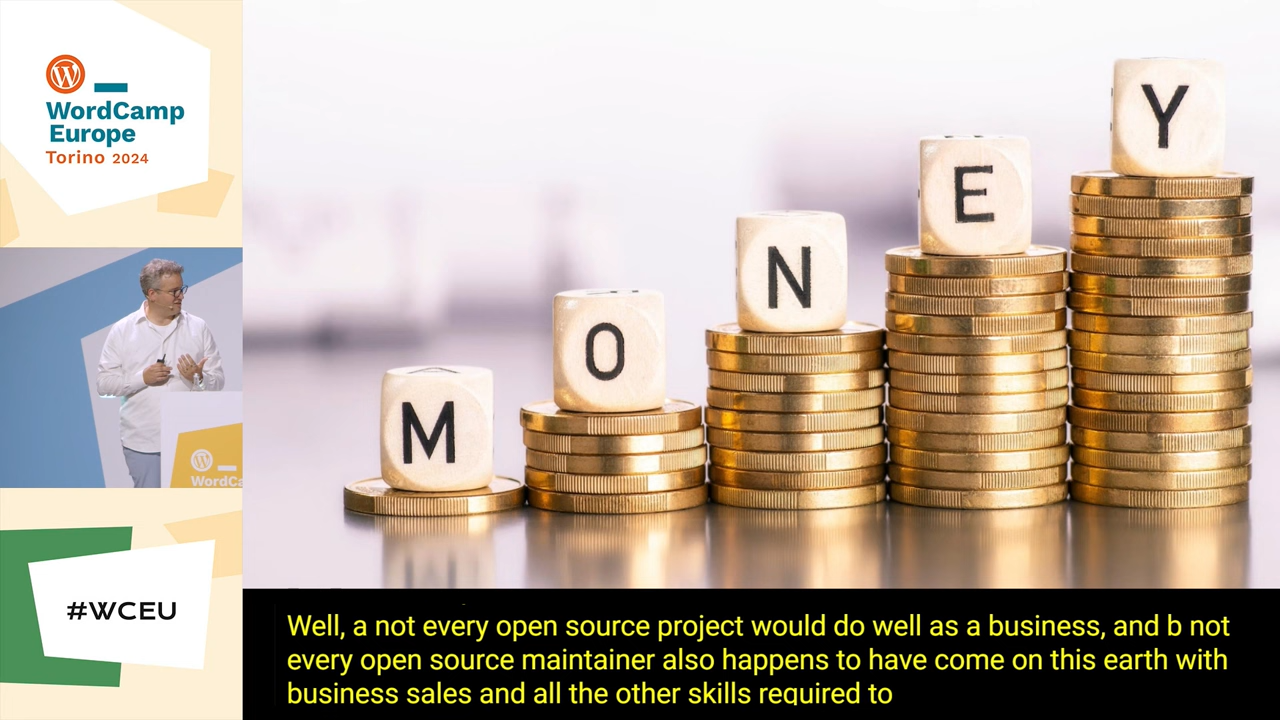 WordCamp
Europe
Torino 2024
WordCa
#WCEU
M O N E Y
Well, a not every open source project would do well as a business, and b not
every open source maintainer also happens to have come on this earth with
business sales and all the other skills required to